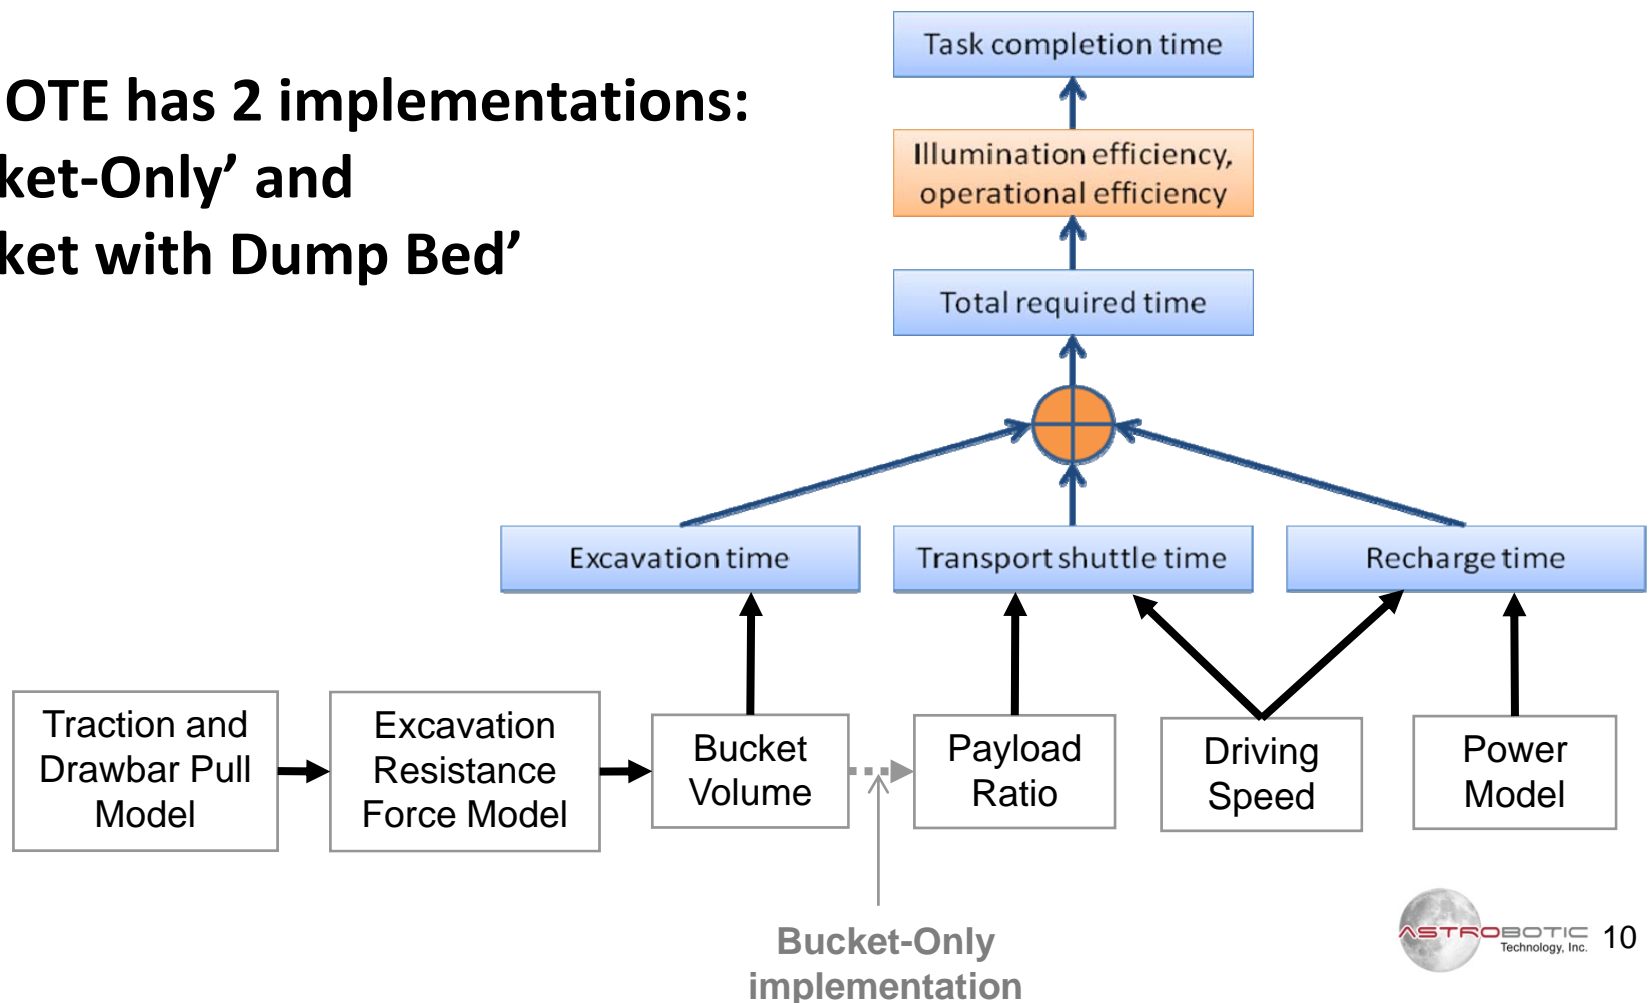 OTE has 2 implementations:
ket-Only’ and
ket with Dump Bed’
Task completion time
Illumination efficiency,
operational efficiency
Total required time
Excavation time
Transport shuttle time
Recharge time
Traction and
Drawbar Pull
Model
Excavation
Resistance
Force Model
Bucket
Volume
Payload
Ratio
Driving
Speed
Power
Model
Bucket-Only
implementation
ASTROBOTIC
Technology, Inc.
10